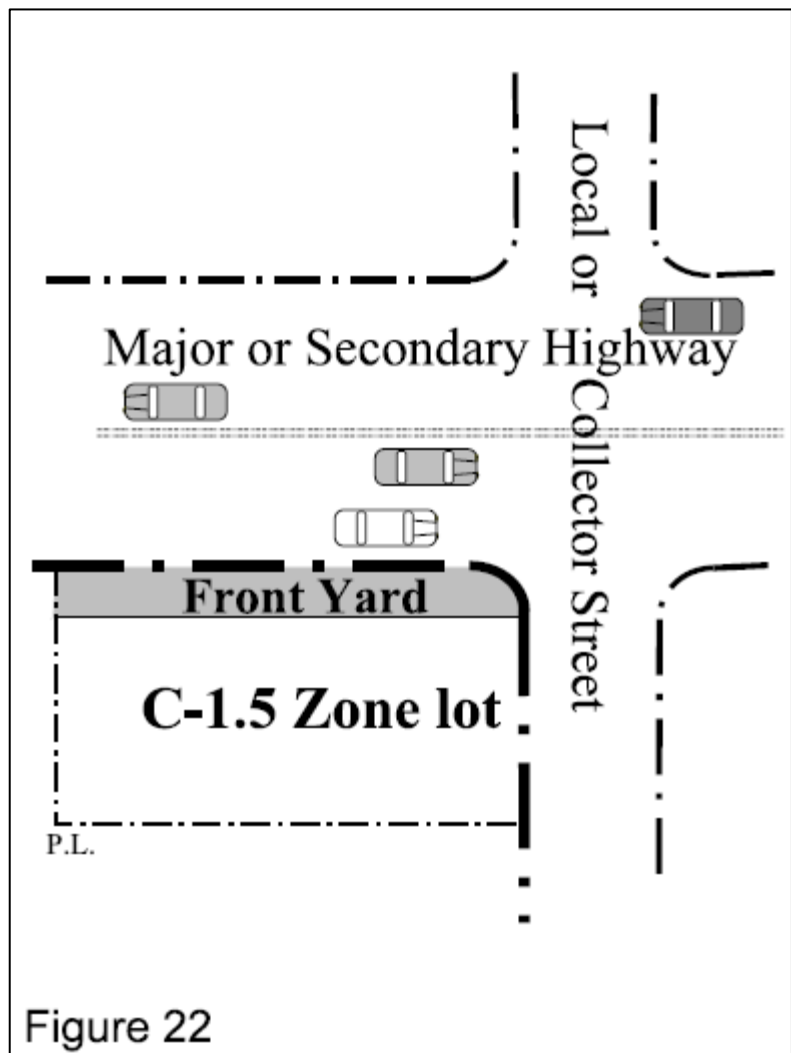 Local or Collector Street
Major or Secondary Highway
Front Yard
C-1.5 Zone lot
P.L.
Figure 22